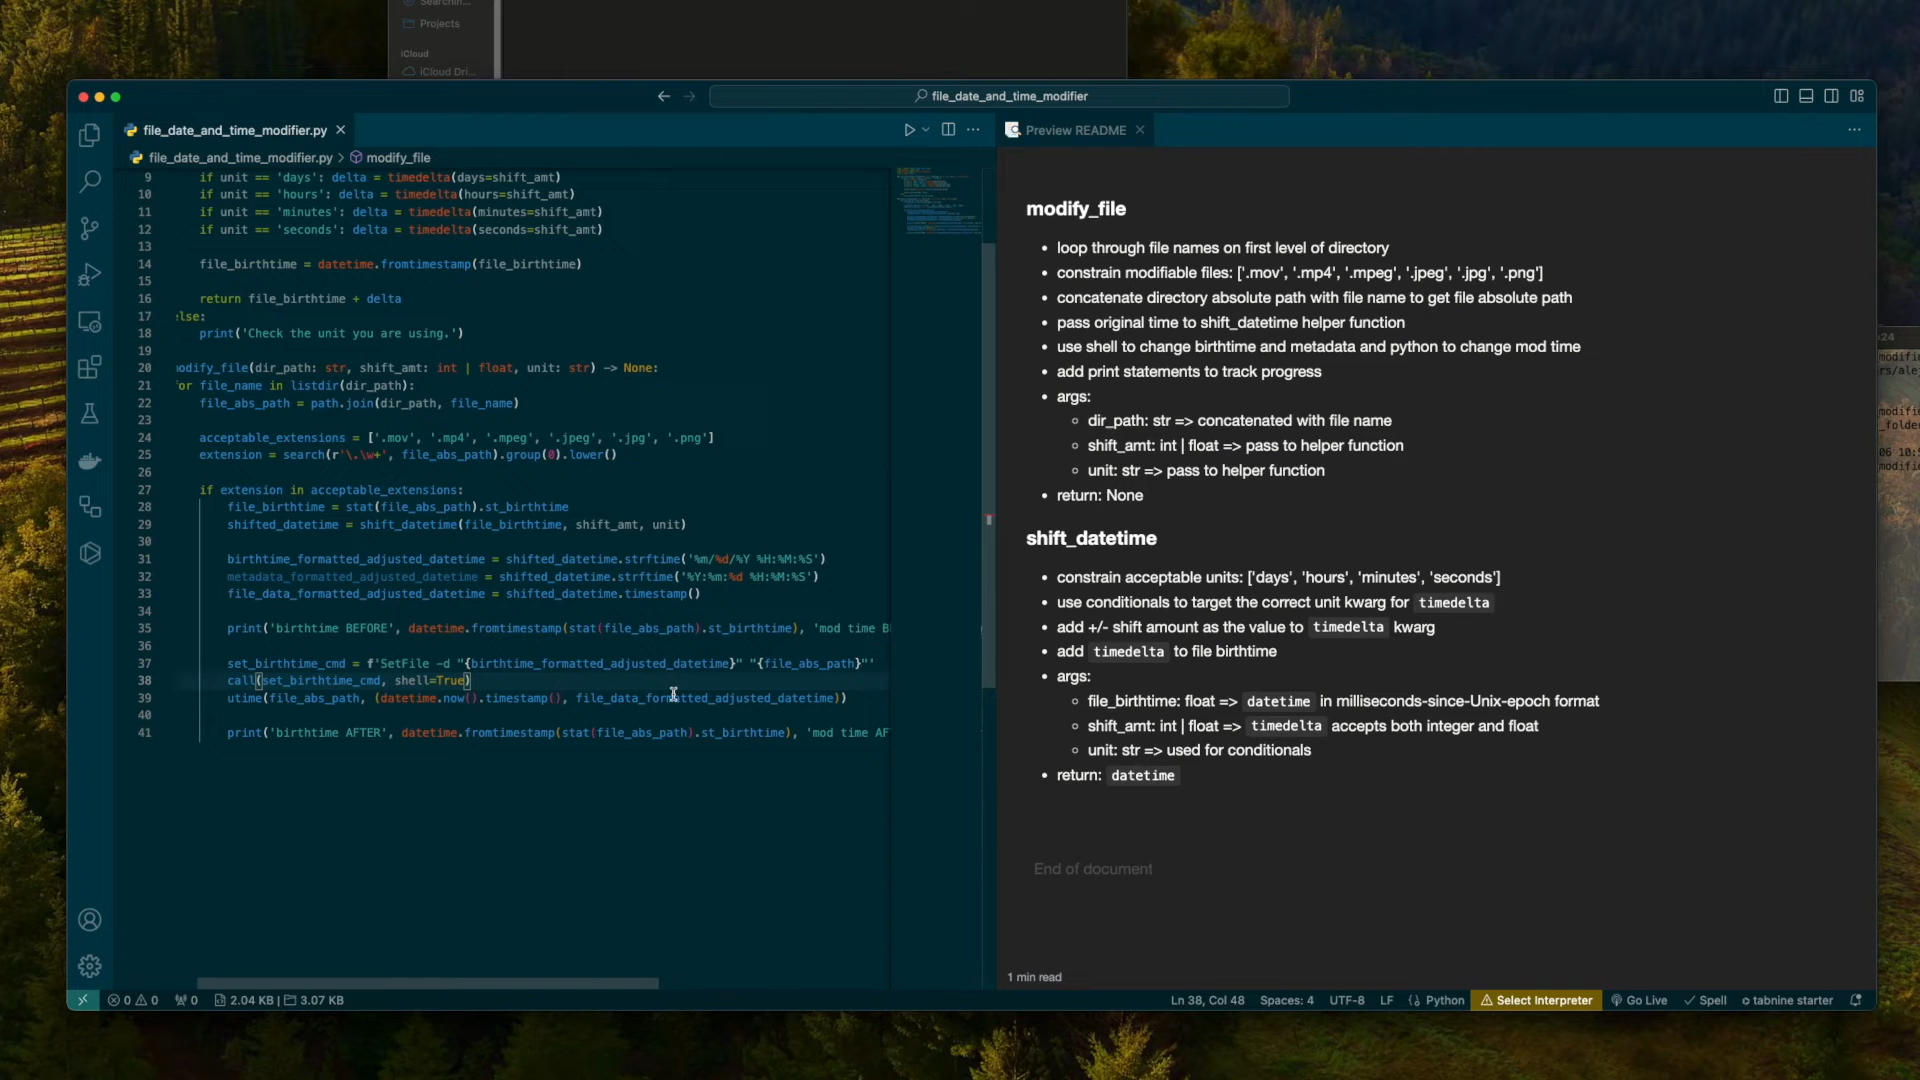 Searchin...
Projects
iCloud
iCloud Dri...
file_date_and_time_modifier
file_date_and_time_modifier.py
file_date_and_time_modifier.py > modify_file
9 if unit == 'days': delta = timedelta(days=shift_amt)
10 if unit == 'hours': delta = timedelta(hours=shift_amt)
11 if unit == 'minutes': delta = timedelta(minutes=shift_amt)
12 if unit == 'seconds': delta = timedelta(seconds=shift_amt)
13
14 file_birthtime = datetime.fromtimestamp(file_birthtime)
15
16 return file_birthtime + delta
17 else:
18 print('Check the unit you are using.')
19
20 modify_file(dir_path: str, shift_amt: int | float, unit: str) -> None:
21 for file_name in listdir(dir_path):
22 file_abs_path = path.join(dir_path, file_name)
23
24 acceptable_extensions = ['.mov', '.mp4', '.mpeg', '.jpeg', '.jpg', '.png']
25 extension = search(r'\.\w+', file_abs_path).group(0).lower()
26
27 if extension in acceptable_extensions:
28 file_birthtime = stat(file_abs_path).st_birthtime
29 shifted_datetime = shift_datetime(file_birthtime, shift_amt, unit)
30
31 birthtime_formatted_adjusted_datetime = shifted_datetime.strftime('%m/%d/%Y %H:%M:%S')
32 metadata_formatted_adjusted_datetime = shifted_datetime.strftime('%Y:%m:%d %H:%M:%S')
33 file_data_formatted_adjusted_datetime = shifted_datetime.timestamp()
34
35 print('birthtime BEFORE', datetime.fromtimestamp(stat(file_abs_path).st_birthtime), 'mod time BE
36
37 set_birthtime_cmd = f'SetFile -d "{birthtime_formatted_adjusted_datetime}" "{file_abs_path}"'
38 call(set_birthtime_cmd, shell=True)
39 utime(file_abs_path, (datetime.now().timestamp(), file_data_formatted_adjusted_datetime))
40
41 print('birthtime AFTER', datetime.fromtimestamp(stat(file_abs_path).st_birthtime), 'mod time AF
Preview README
modify_file
• loop through file names on first level of directory
• constrain modifiable files: ['.mov', '.mp4', '.mpeg', '.jpeg', '.jpg', '.png']
• concatenate directory absolute path with file name to get file absolute path
• pass original time to shift_datetime helper function
• use shell to change birthtime and metadata and python to change mod time
• add print statements to track progress
• args:
◦ dir_path: str => concatenated with file name
◦ shift_amt: int | float => pass to helper function
◦ unit: str => pass to helper function
• return: None
shift_datetime
• constrain acceptable units: ['days', 'hours', 'minutes', 'seconds']
• use conditionals to target the correct unit kwarg for timedelta
• add +/- shift amount as the value to timedelta kwarg
• add timedelta to file birthtime
• args:
◦ file_birthtime: float => datetime in milliseconds-since-Unix-epoch format
◦ shift_amt: int | float => timedelta accepts both integer and float
◦ unit: str => used for conditionals
• return: datetime
End of document
1 min read
0 0 0 2.04 KB | 3.07 KB
Ln 38, Col 48 Spaces: 4 UTF-8 LF Python Select Interpreter Go Live Spell tabnine starter